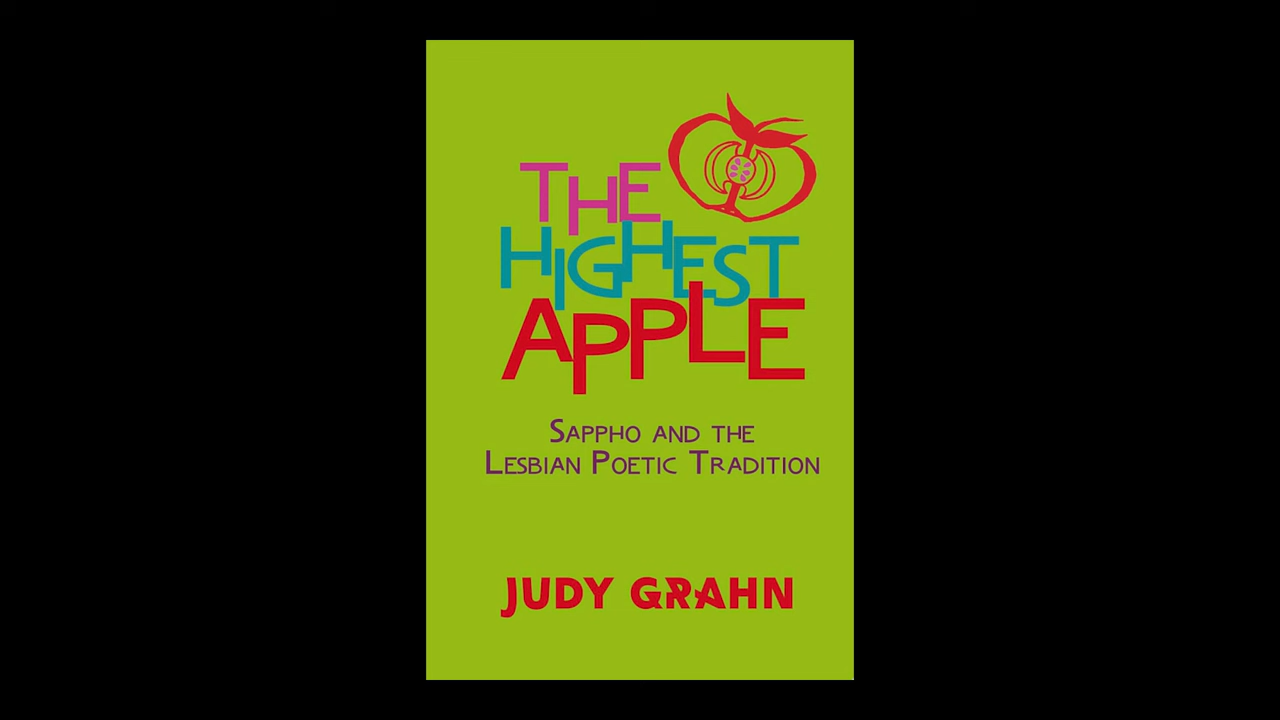 THE
HIGHEST
APPLE
SAPPHO AND THE
LESBIAN POETIC TRADITION
JUDY GRAHN